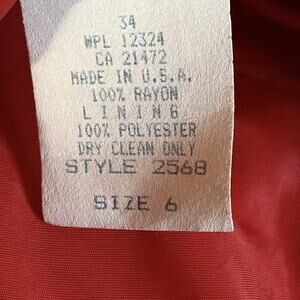 34
WPL 12324
CA 21472
MADE IN U.S.A.
100% RAYON
LINING
100% POLYESTER
DRY CLEAN ONLY
STYLE 2568
SIZE 6